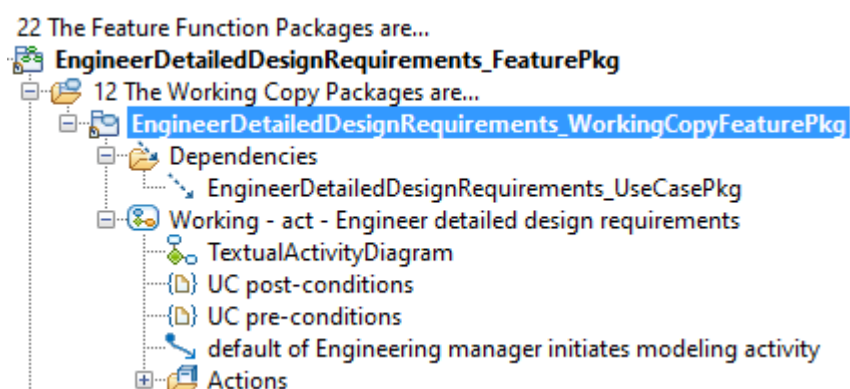 22 The Feature Function Packages are...
EngineerDetailedDesignRequirements_FeaturePkg
12 The Working Copy Packages are...
EngineerDetailedDesignRequirements_WorkingCopyFeaturePkg
Dependencies
EngineerDetailedDesignRequirements_UseCasePkg
Working - act - Engineer detailed design requirements
TextualActivityDiagram
UC post-conditions
UC pre-conditions
default of Engineering manager initiates modeling activity
Actions